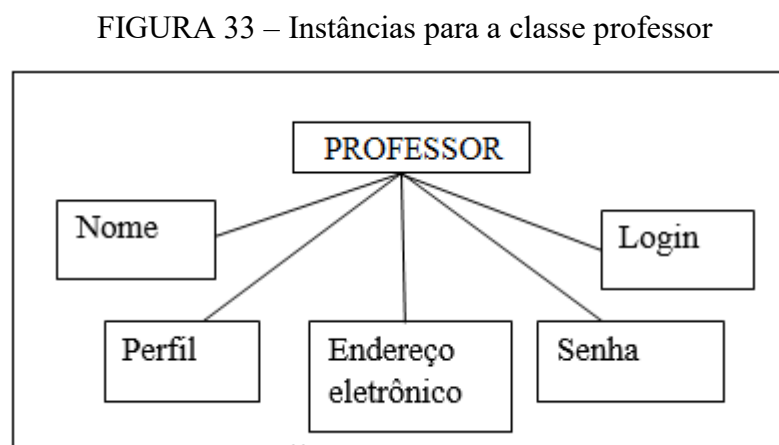 FIGURA 33 – Instâncias para a classe professor
PROFESSOR
Nome
Login
Perfil
Endereço
eletrônico
Senha